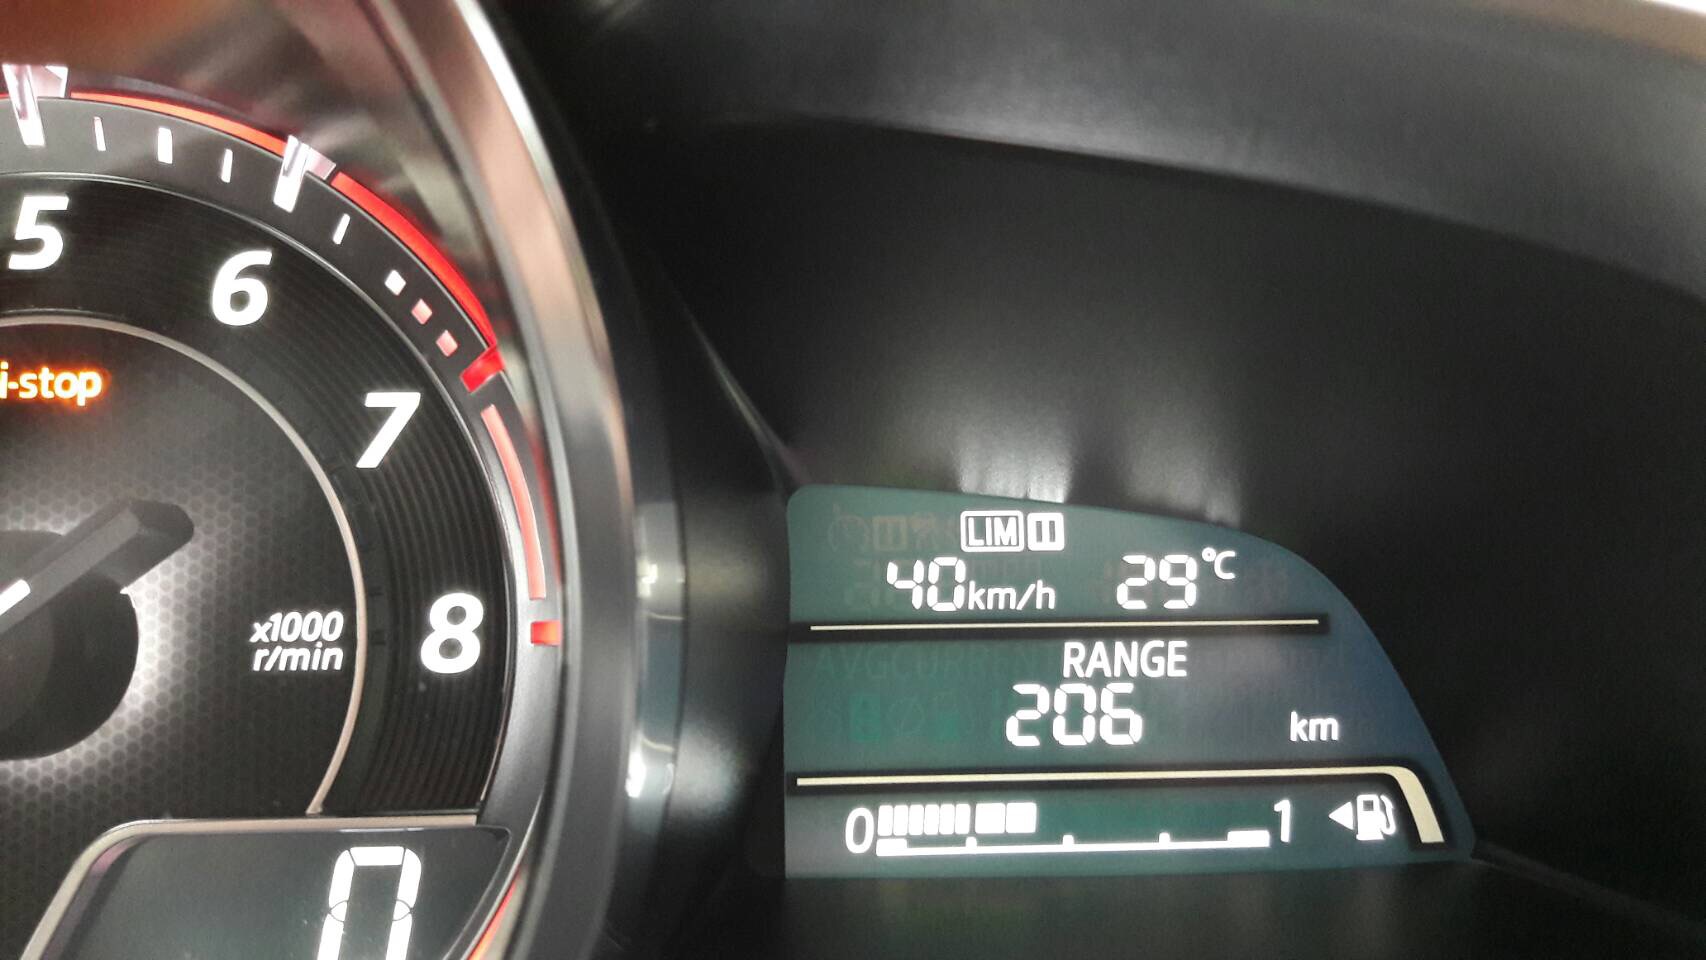 5
6
i-stop
7
x1000
r/min
8
0
LIM
40km/h 29°C
RANGE
206 km
0 1